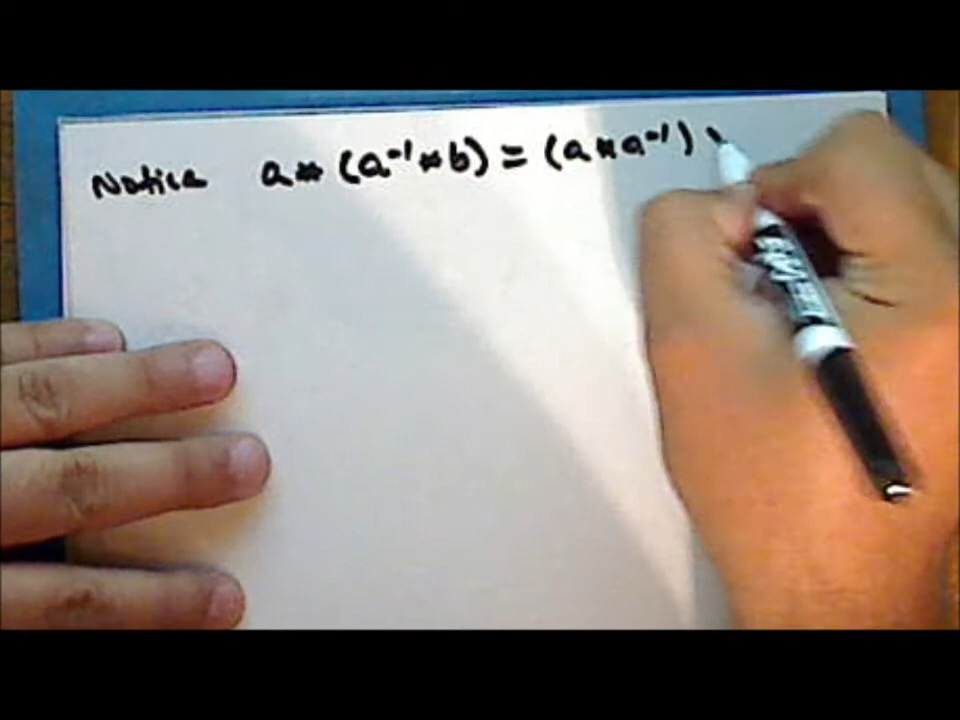 Notice a * (a⁻¹ * b) = (a * a⁻¹)